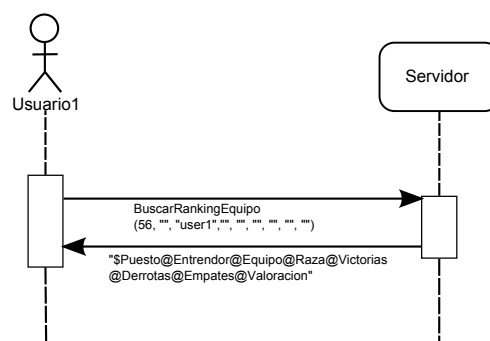 Usuario1
Servidor
BuscarRankingEquipo
(56, "", "user1","", "", "", "", "", "")
"$Puesto@Entrendor@Equipo@Raza@Victorias
@Derrotas@Empates@Valoracion"